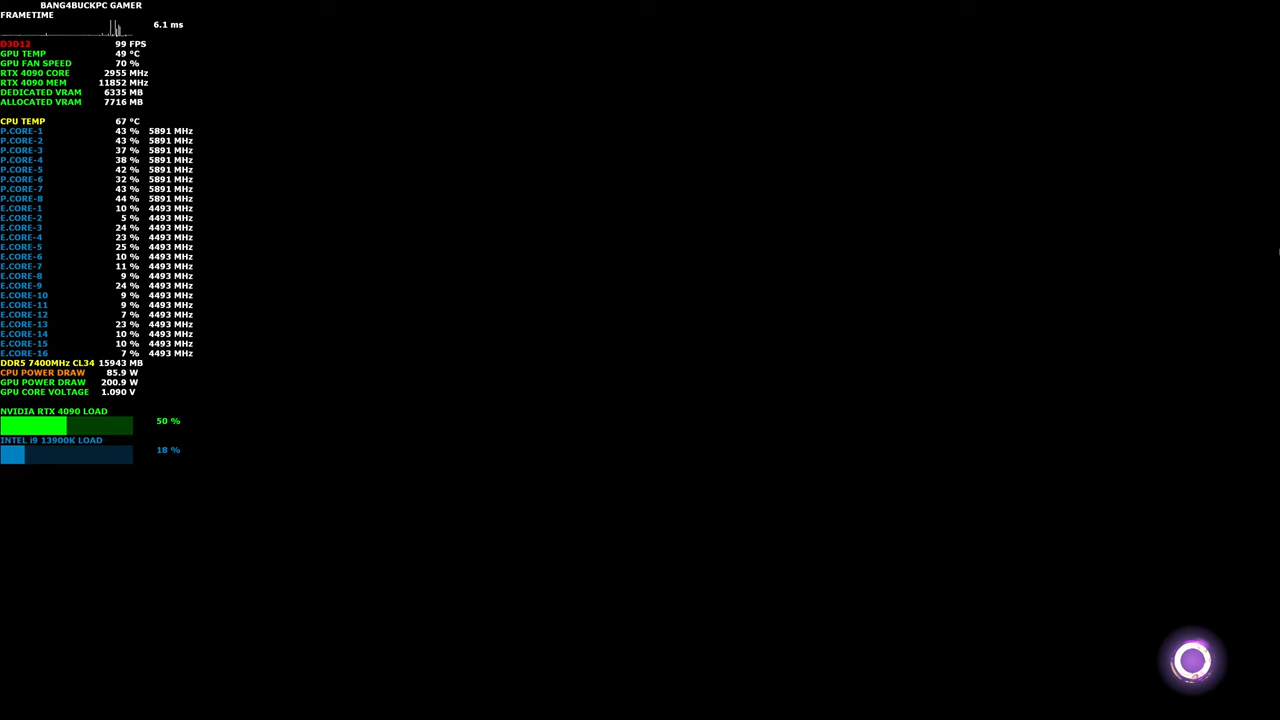 BANG4BUCKPC GAMER
FRAMETIME
6.1 ms
D3D12 99 FPS
GPU TEMP 49 °C
GPU FAN SPEED 70 %
RTX 4090 CORE 2955 MHz
RTX 4090 MEM 11852 MHz
DEDICATED VRAM 6335 MB
ALLOCATED VRAM 7716 MB
CPU TEMP 67 °C
P.CORE-1 43 % 5891 MHz
P.CORE-2 43 % 5891 MHz
P.CORE-3 37 % 5891 MHz
P.CORE-4 38 % 5891 MHz
P.CORE-5 42 % 5891 MHz
P.CORE-6 32 % 5891 MHz
P.CORE-7 43 % 5891 MHz
P.CORE-8 44 % 5891 MHz
E.CORE-1 10 % 4493 MHz
E.CORE-2 5 % 4493 MHz
E.CORE-3 24 % 4493 MHz
E.CORE-4 23 % 4493 MHz
E.CORE-5 25 % 4493 MHz
E.CORE-6 10 % 4493 MHz
E.CORE-7 11 % 4493 MHz
E.CORE-8 9 % 4493 MHz
E.CORE-9 24 % 4493 MHz
E.CORE-10 9 % 4493 MHz
E.CORE-11 9 % 4493 MHz
E.CORE-12 7 % 4493 MHz
E.CORE-13 23 % 4493 MHz
E.CORE-14 10 % 4493 MHz
E.CORE-15 10 % 4493 MHz
E.CORE-16 7 % 4493 MHz
DDR5 7400MHz CL34 15943 MB
CPU POWER DRAW 85.9 W
GPU POWER DRAW 200.9 W
GPU CORE VOLTAGE 1.090 V
NVIDIA RTX 4090 LOAD
50 %
INTEL i9 13900K LOAD
18 %